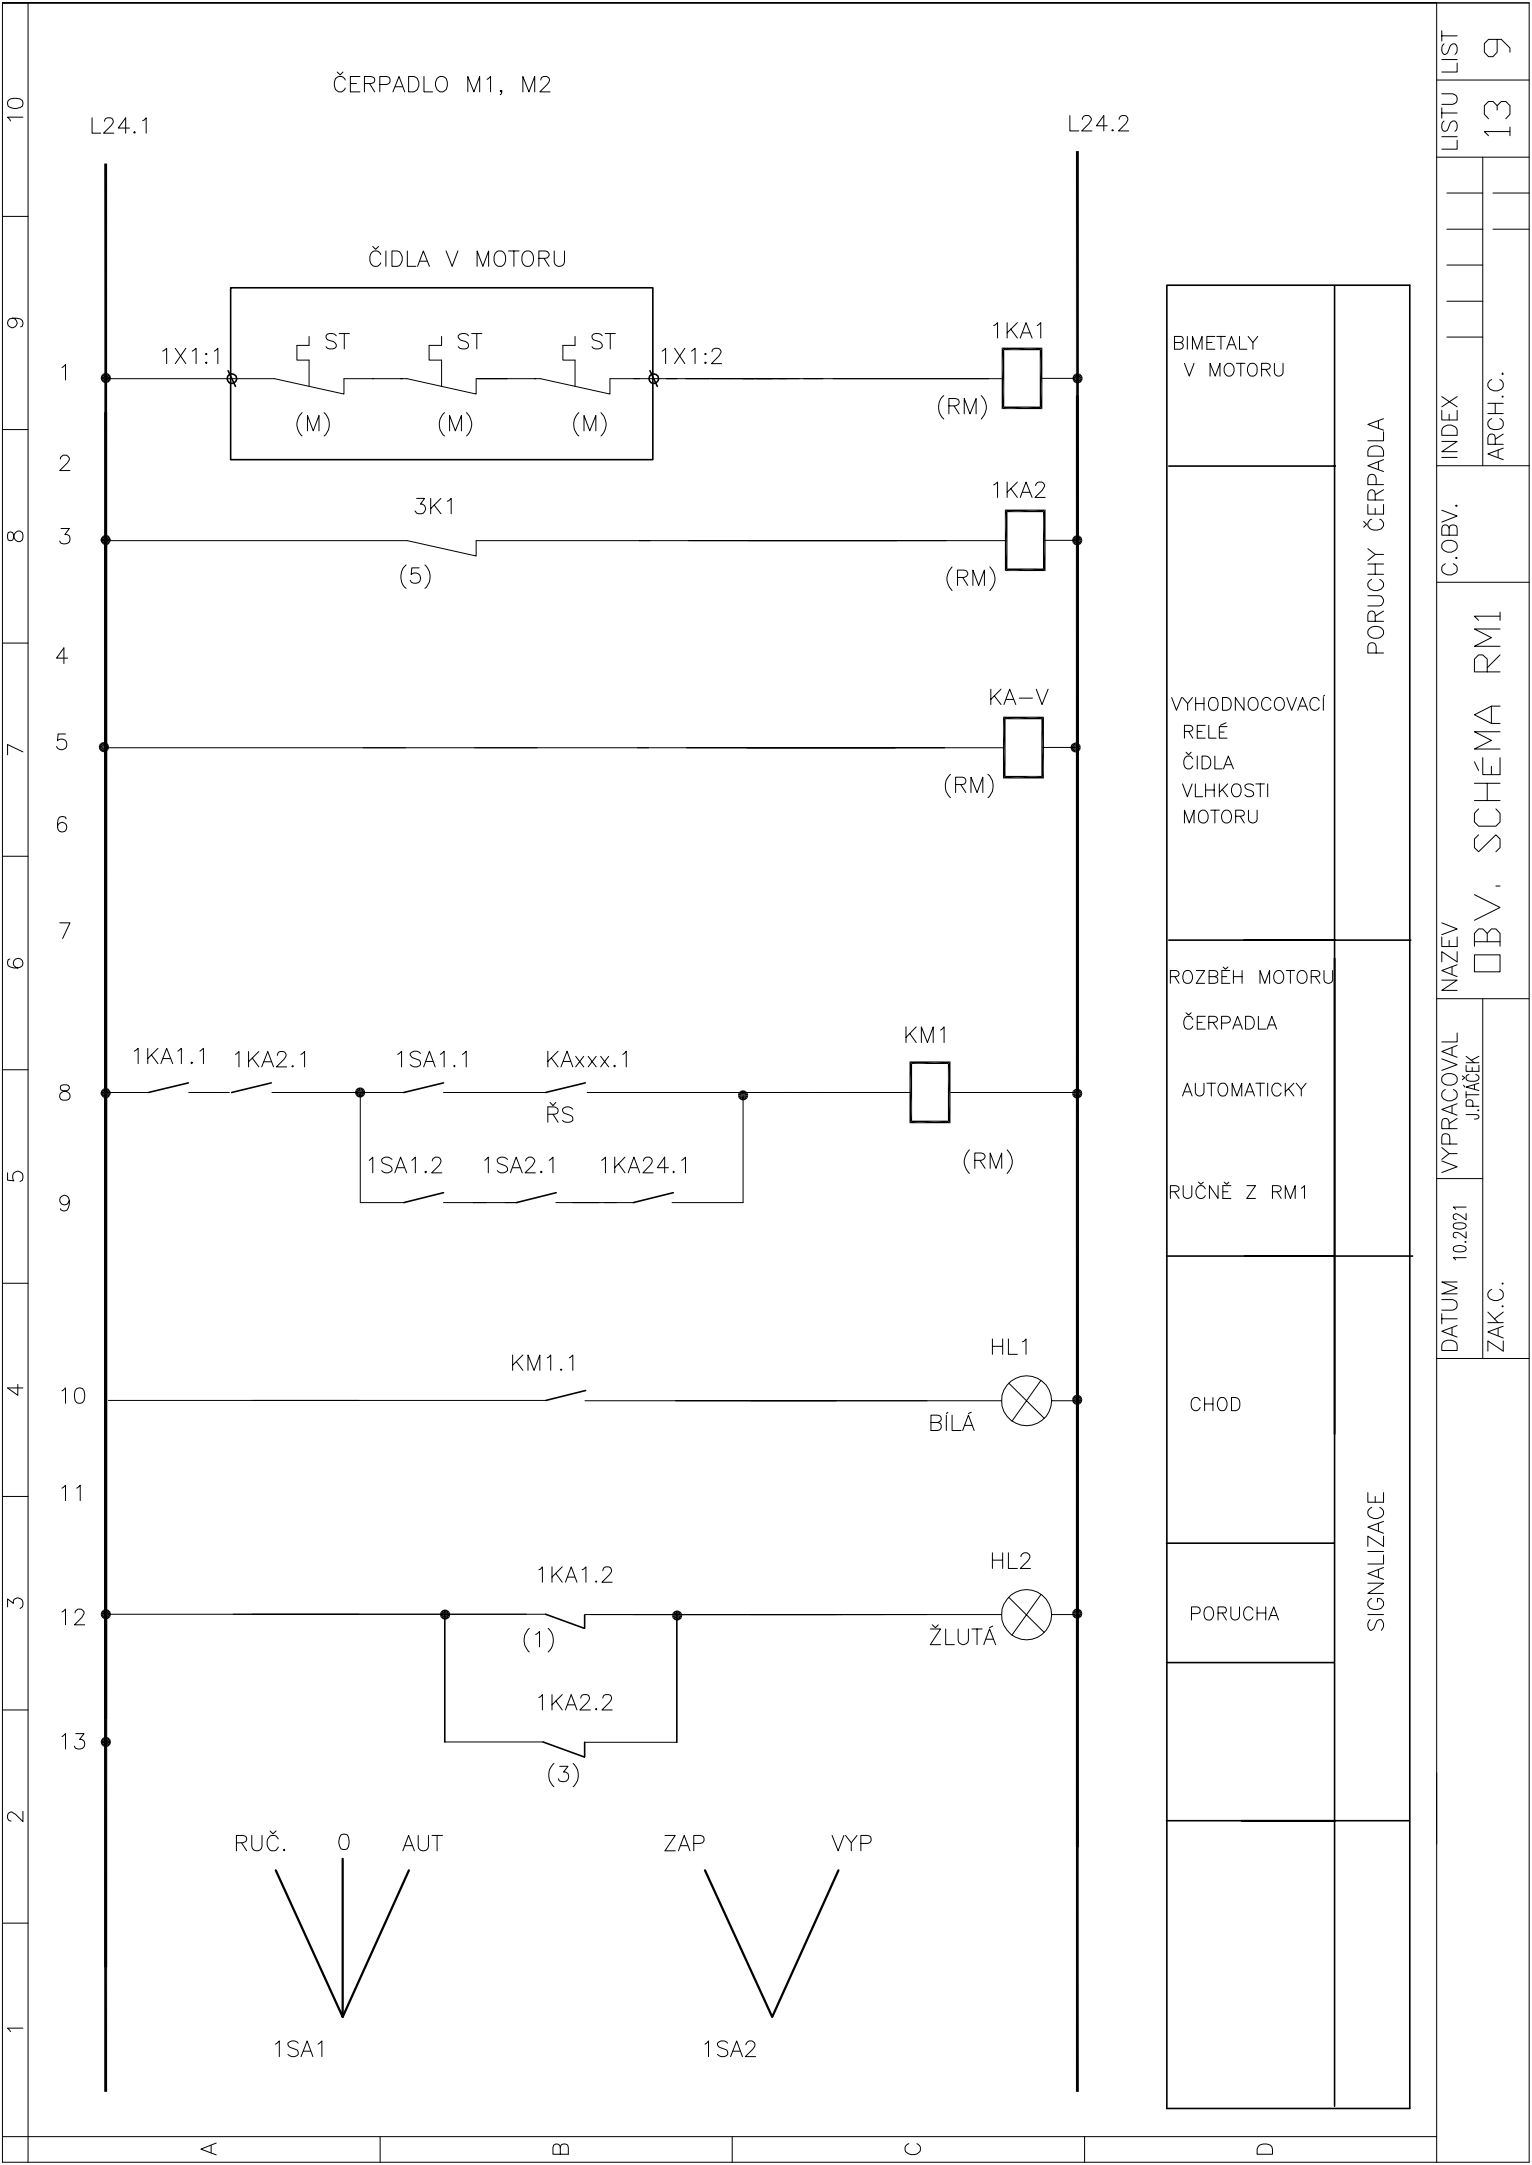 ČERPADLO M1, M2
L24.1
L24.2
ČIDLA V MOTORU
1X1:1
ST
ST
ST
1X1:2
1KA1
1
(M)
(M)
(M)
(RM)
2
3K1
1KA2
3
(5)
(RM)
4
KA-V
5
(RM)
6
7
KM1
1KA1.1
1KA2.1
1SA1.1
KAxxx.1
8
ŘS
1SA1.2
1SA2.1
1KA24.1
(RM)
9
HL1
KM1.1
10
BÍLÁ
11
HL2
1KA1.2
12
(1)
ŽLUTÁ
1KA2.2
13
(3)
RUČ.
0
AUT
ZAP
VYP
1SA1
1SA2
BIMETALY
V MOTORU
VYHODNOCOVACÍ
RELÉ
ČIDLA
VLHKOSTI
MOTORU
PORUCHY ČERPADLA
ROZBĚH MOTORU
ČERPADLA
AUTOMATICKY
RUČNĚ Z RM1
CHOD
PORUCHA
SIGNALIZACE
10
9
8
7
6
5
4
3
2
1
A
B
C
D
DATUM 10.2021
ZAK.C.
VYPRACOVAL
J.PTÁČEK
NAZEV
OBV. SCHÉMA RM1
C.OBV.
INDEX
ARCH.C.
LISTU
13
LIST
9